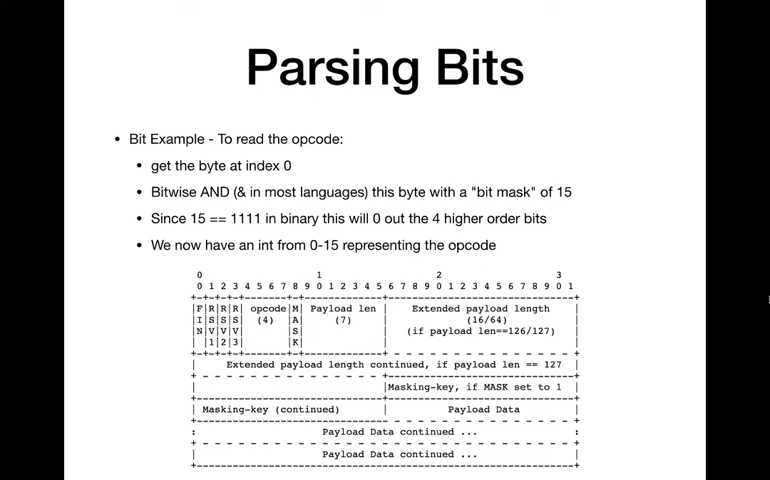 Parsing Bits
• Bit Example - To read the opcode:
• get the byte at index 0
• Bitwise AND (& in most languages) this byte with a "bit mask" of 15
• Since 15 == 1111 in binary this will 0 out the 4 higher order bits
• We now have an int from 0-15 representing the opcode
 0                   1                   2                   3
 0 1 2 3 4 5 6 7 8 9 0 1 2 3 4 5 6 7 8 9 0 1 2 3 4 5 6 7 8 9 0 1
+-+-+-+-+-------+-+-------------+-------------------------------+
|F|R|R|R| opcode|M| Payload len |    Extended payload length    |
|I|S|S|S|  (4)  |A|     (7)     |             (16/64)           |
|N|V|V|V|       |S|             |   (if payload len==126/127)   |
| |1|2|3|       |K|             |                               |
+-+-+-+-+-------+-+-------------+ - - - - - - - - - - - - - - - +
|     Extended payload length continued, if payload len == 127  |
+ - - - - - - - - - - - - - - - +-------------------------------+
|                               |Masking-key, if MASK set to 1  |
+-------------------------------+-------------------------------+
| Masking-key (continued)       |          Payload Data         |
+-------------------------------- - - - - - - - - - - - - - - - +
:                     Payload Data continued ...                :
+ - - - - - - - - - - - - - - - - - - - - - - - - - - - - - - - +
|                     Payload Data continued ...                |
+---------------------------------------------------------------+